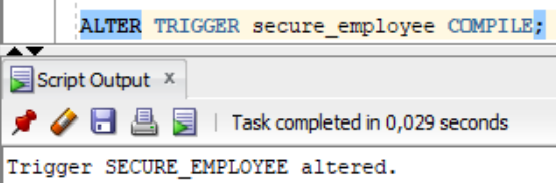 ALTER TRIGGER secure_employee COMPILE;
Script Output x
Task completed in 0,029 seconds
Trigger SECURE_EMPLOYEE altered.